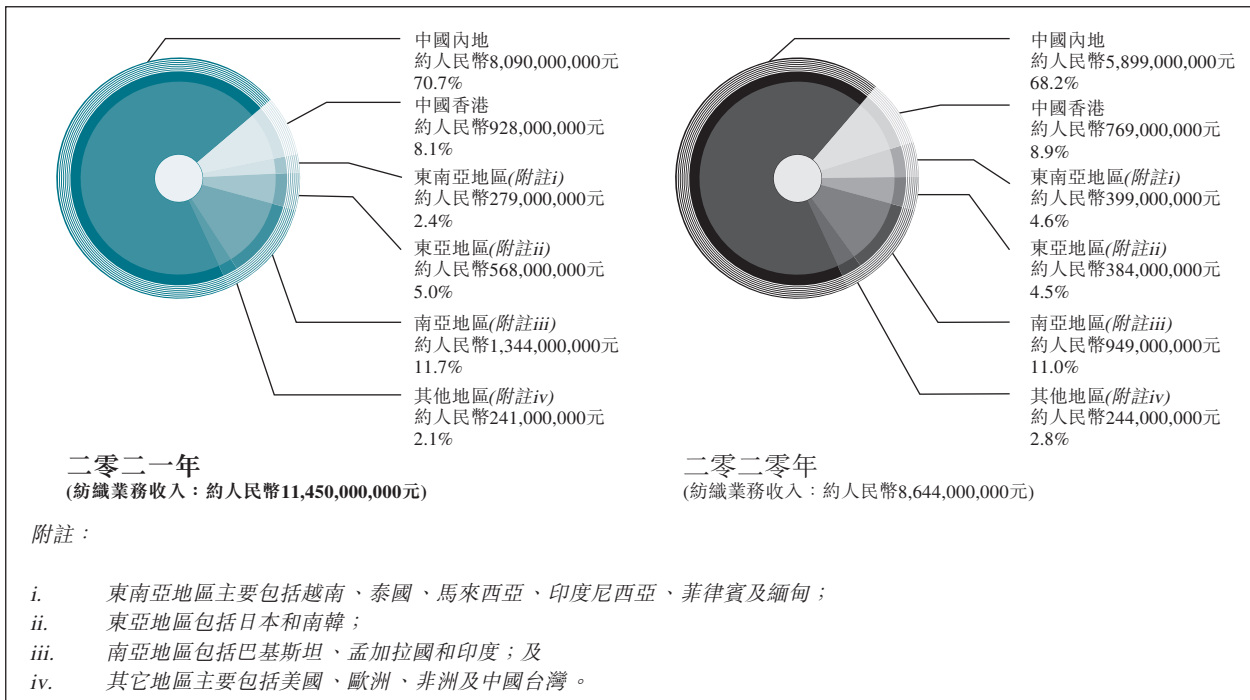 中國內地
約人民幣8,090,000,000元
70.7%
中國香港
約人民幣928,000,000元
8.1%
東南亞地區(附註i)
約人民幣279,000,000元
2.4%
東亞地區(附註ii)
約人民幣568,000,000元
5.0%
南亞地區(附註iii)
約人民幣1,344,000,000元
11.7%
其他地區(附註iv)
約人民幣241,000,000元
2.1%
二零二一年
(紡織業務收入：約人民幣11,450,000,000元)
中國內地
約人民幣5,899,000,000元
68.2%
中國香港
約人民幣769,000,000元
8.9%
東南亞地區(附註i)
約人民幣399,000,000元
4.6%
東亞地區(附註ii)
約人民幣384,000,000元
4.5%
南亞地區(附註iii)
約人民幣949,000,000元
11.0%
其他地區(附註iv)
約人民幣244,000,000元
2.8%
二零二零年
(紡織業務收入：約人民幣8,644,000,000元)
附註：
i. 東南亞地區主要包括越南、泰國、馬來西亞、印度尼西亞、菲律賓及緬甸；
ii. 東亞地區包括日本和南韓；
iii. 南亞地區包括巴基斯坦、孟加拉國和印度；及
iv. 其它地區主要包括美國、歐洲、非洲及中國台灣。